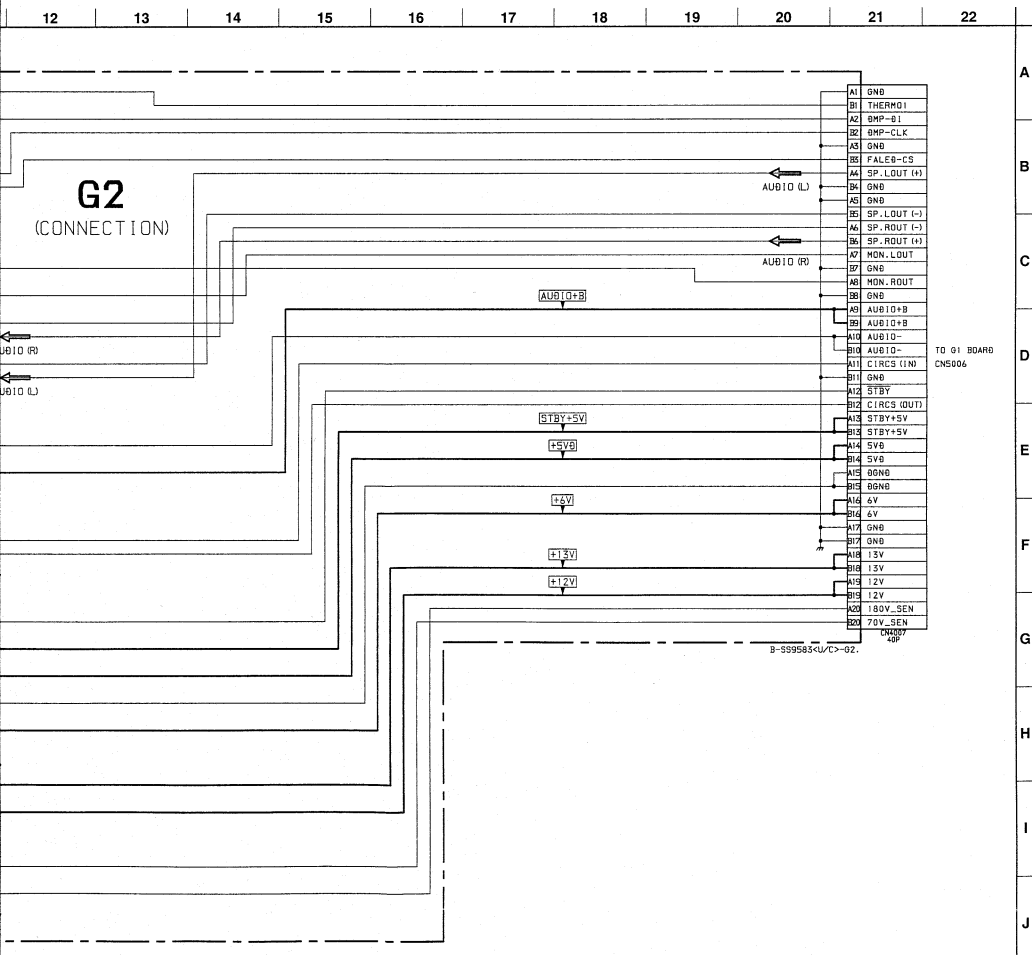 12 13 14 15 16 17 18 19 20 21 22
A
B
C
D
E
F
G
H
I
J
G2
(CONNECTION)
A1 GND
B1 THERMO1
A2 DMP-DI
B2 DMP-CLK
A3 GND
B3 FALED-CS
A4 SP.LOUT (+)
B4 GND
A5 GND
B5 SP.LOUT (-)
A6 SP.ROUT (-)
B6 SP.ROUT (+)
A7 MON.LOUT
B7 GND
A8 MON.ROUT
B8 GND
A9 AUDIO+B
B9 AUDIO+B
A10 AUDIO-
B10 AUDIO-
A11 CIRCS (IN)
B11 GND
A12 STBY
B12 CIRCS (OUT)
A13 STBY+5V
B13 STBY+5V
A14 5VD
B14 5VD
A15 DGND
B15 DGND
A16 6V
B16 6V
A17 GND
B17 GND
A18 13V
B18 13V
A19 12V
B19 12V
A20 180V_SEN
B20 70V_SEN
CN4007
40P
TO G1 BOARD
CN5006
AUDIO (L)
AUDIO (R)
AUDIO+B
UDIO (R)
UDIO (L)
STBY+5V
+5VD
+6V
+13V
+12V
B-SS9583<U/C>-G2.